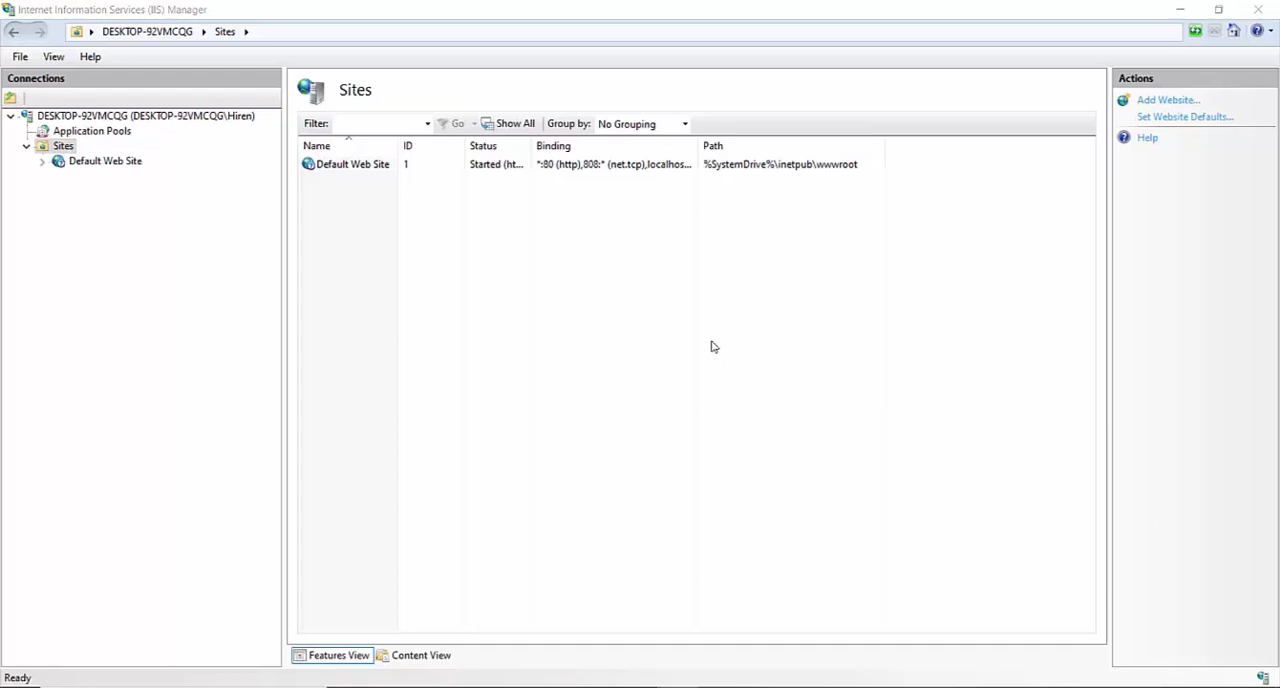 Internet Information Services (IIS) Manager
DESKTOP-92VMCQG
Sites
File View Help
Connections
DESKTOP-92VMCQG (DESKTOP-92VMCQG\Hiren)
Application Pools
Sites
Default Web Site
Sites
Filter: Go Show All Group by: No Grouping
Name ID Status Binding Path
Default Web Site 1 Started (ht... *:80 (http),808:* (net.tcp),localhos... %SystemDrive%\inetpub\wwwroot
Features View Content View
Actions
Add Website...
Set Website Defaults...
Help
Ready